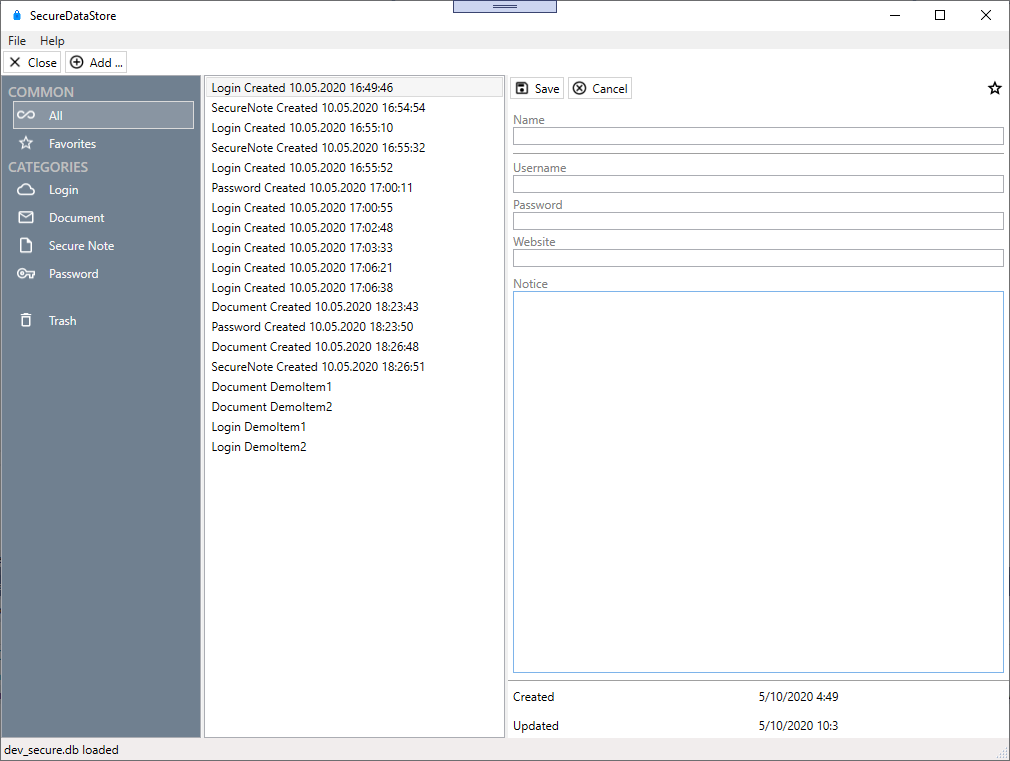 SecureDataStore
File Help
Close Add ...
COMMON
All
Favorites
CATEGORIES
Login
Document
Secure Note
Password
Trash
Login Created 10.05.2020 16:49:46
SecureNote Created 10.05.2020 16:54:54
Login Created 10.05.2020 16:55:10
SecureNote Created 10.05.2020 16:55:32
Login Created 10.05.2020 16:55:52
Password Created 10.05.2020 17:00:11
Login Created 10.05.2020 17:00:55
Login Created 10.05.2020 17:02:48
Login Created 10.05.2020 17:03:33
Login Created 10.05.2020 17:06:21
Login Created 10.05.2020 17:06:38
Document Created 10.05.2020 18:23:43
Password Created 10.05.2020 18:23:50
Document Created 10.05.2020 18:26:48
SecureNote Created 10.05.2020 18:26:51
Document DemoItem1
Document DemoItem2
Login DemoItem1
Login DemoItem2
Save Cancel
Name
Username
Password
Website
Notice
Created 5/10/2020 4:49
Updated 5/10/2020 10:3
dev_secure.db loaded